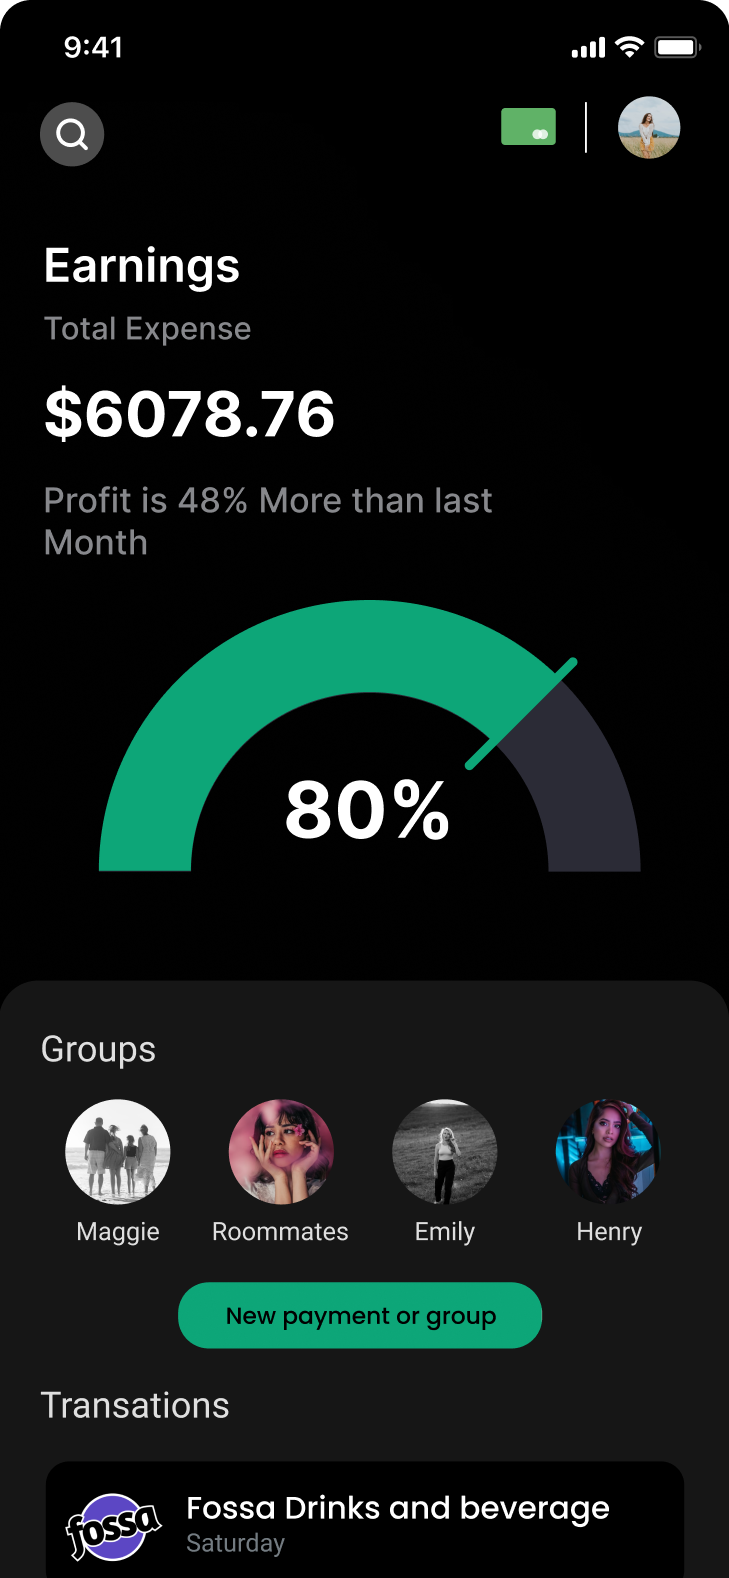 9:41
Earnings
Total Expense
$6078.76
Profit is 48% More than last
Month
80%
Groups
Maggie Roommates Emily Henry
New payment or group
Transations
fossa
Fossa Drinks and beverage
Saturday